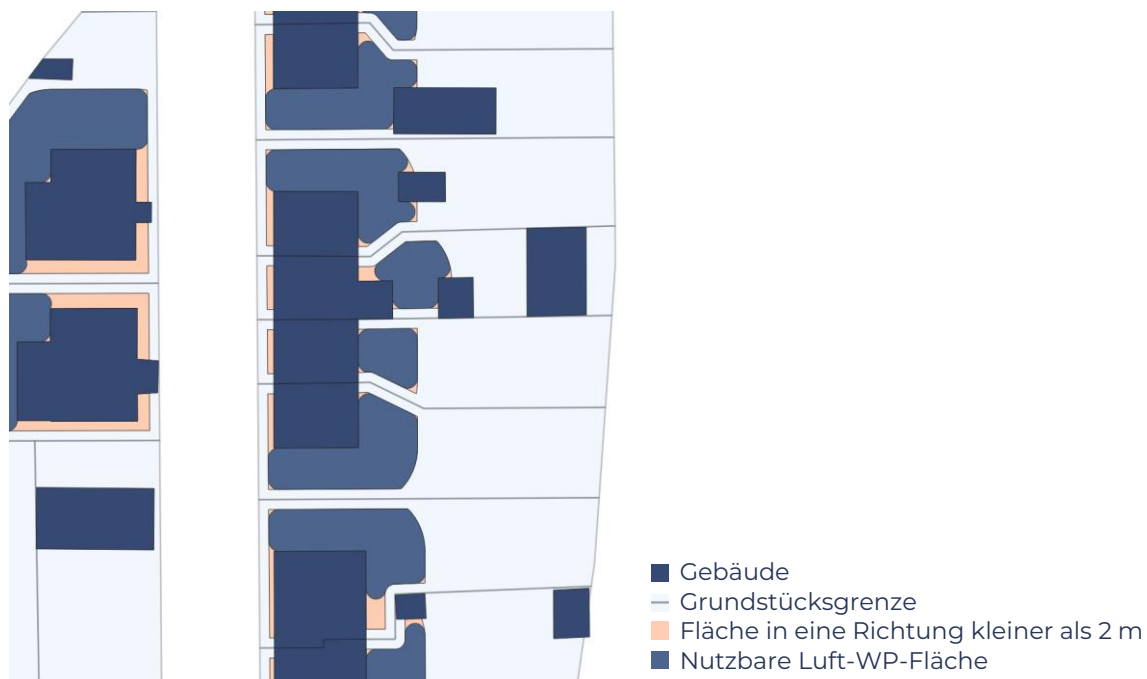 Gebäude
Grundstücksgrenze
Fläche in eine Richtung kleiner als 2 m
Nutzbare Luft-WP-Fläche